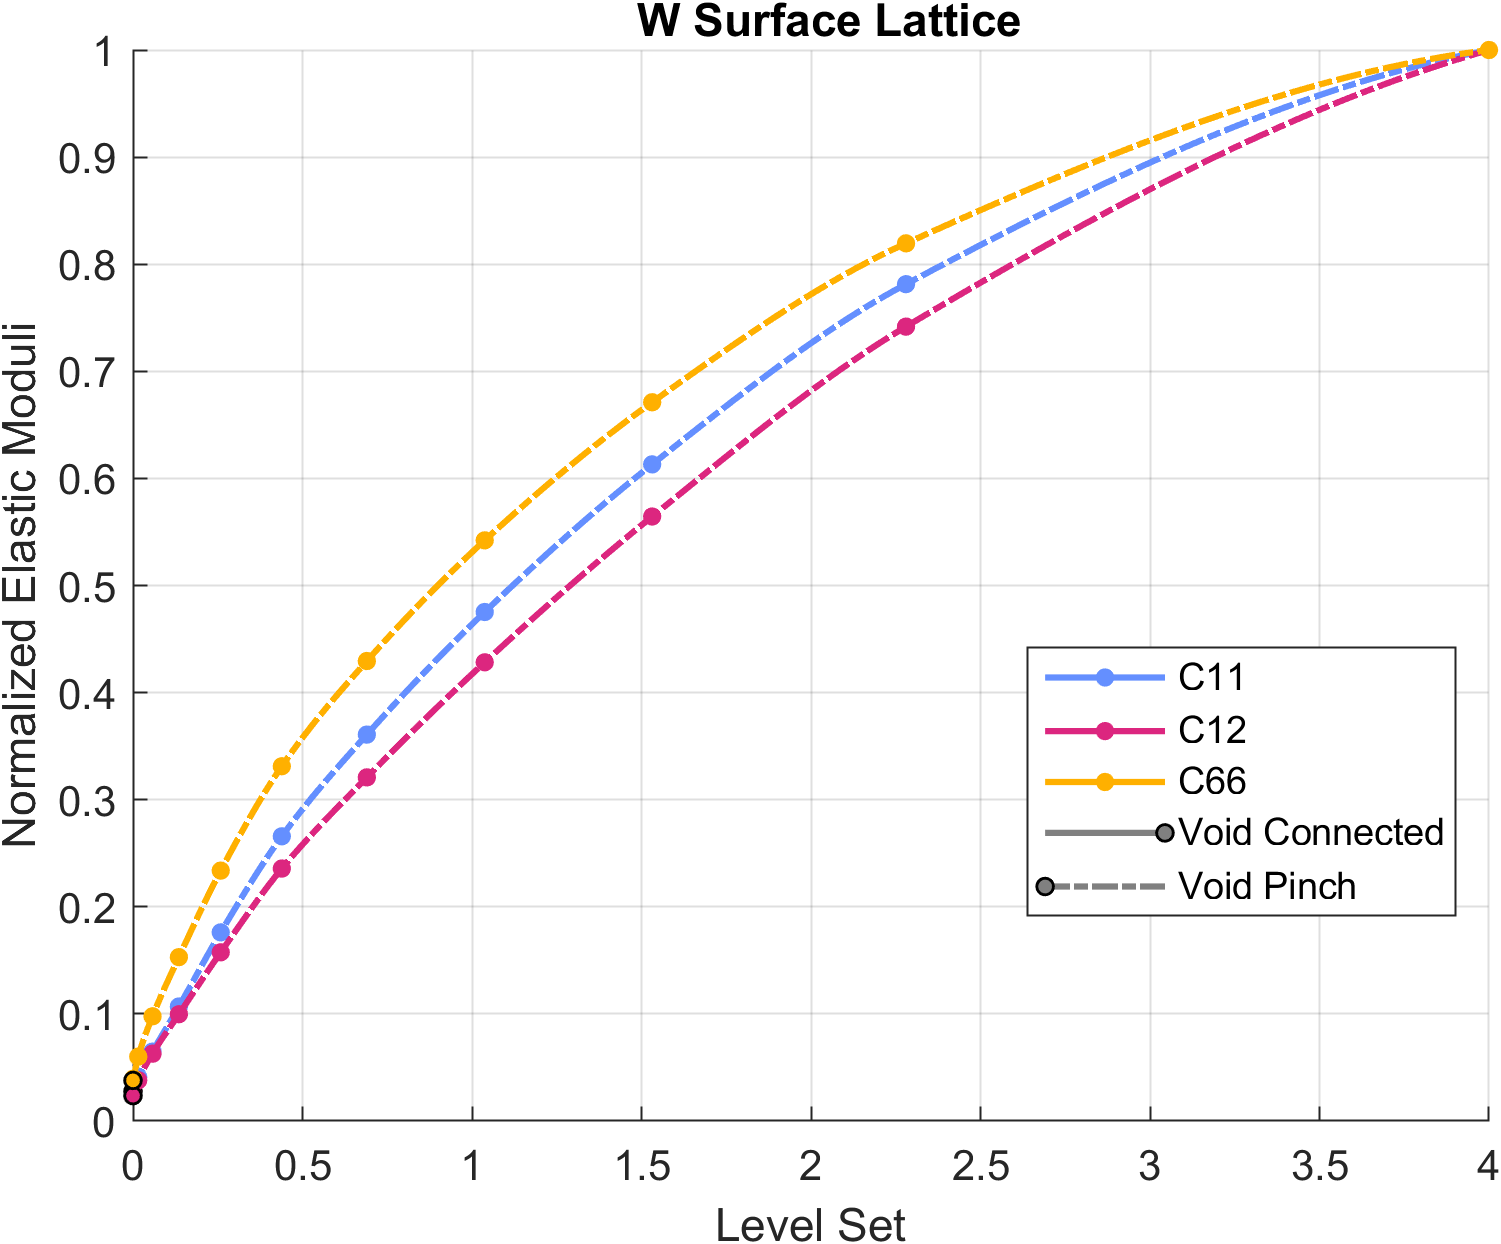 W Surface Lattice
Normalized Elastic Moduli
1
0.9
0.8
0.7
0.6
0.5
0.4
0.3
0.2
0.1
0
C11
C12
C66
Void Connected
Void Pinch
0 0.5 1 1.5 2 2.5 3 3.5 4
Level Set